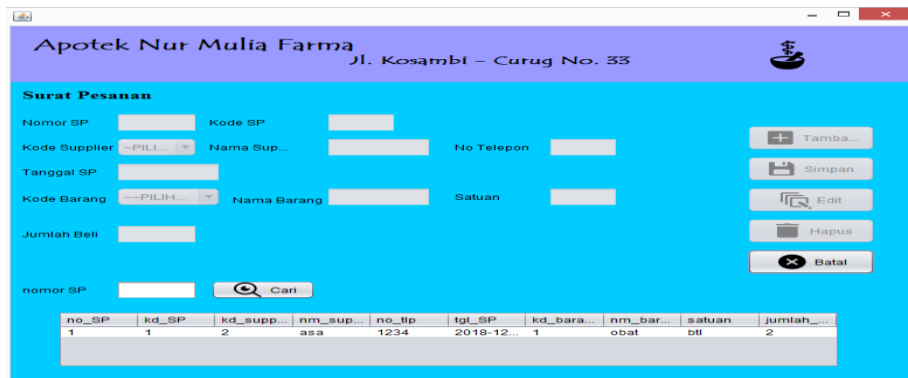 Apotek Nur Mulia Farma
Jl. Kosambi - Curug No. 33
Surat Pesanan
Nomor SP Kode SP
Kode Supplier ~PILI... Nama Sup... No Telepon Tamba...
Tanggal SP Simpan
Kode Barang ~~PILIH... Nama Barang Satuan Edit
Jumlah Beli Hapus
Batal
nomor SP Cari
no_SP kd_SP kd_supp... nm_sup... no_tlp tgl_SP kd_bara... nm_bar... satuan jumlah_...
1 1 2 asa 1234 2018-12... 1 obat btl 2